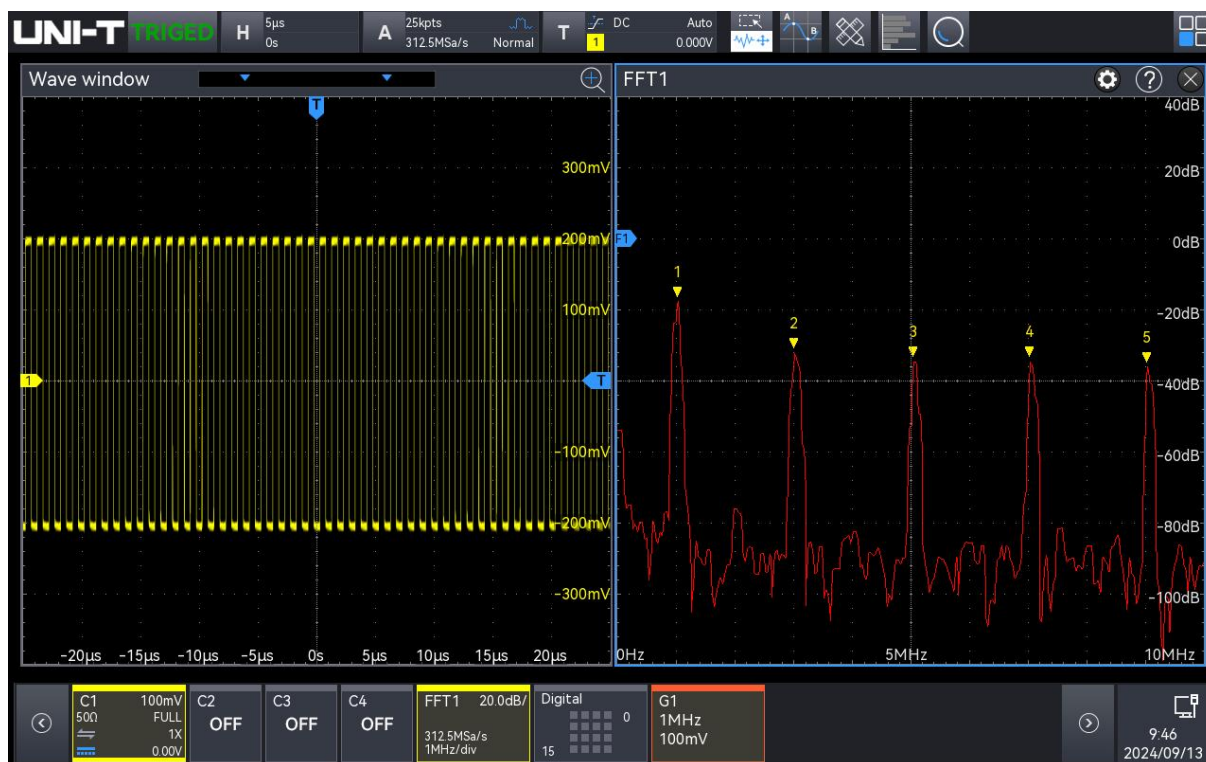 UNI-T TRIGED H 5µs 0s A 25kpts 312.5MSa/s Normal T DC 1 Auto 0.000V A B
Wave window
T
300mV
200mV
100mV
1
T
-100mV
-200mV
-300mV
-20µs -15µs -10µs -5µs 0s 5µs 10µs 15µs 20µs
FFT1 ?
40dB
20dB
F1
0dB
1
-20dB
2 3 4 5
-40dB
-60dB
-80dB
-100dB
0Hz 5MHz 10MHz
C1 100mV
50Ω FULL
1X
0.00V
C2
OFF
C3
OFF
C4
OFF
FFT1 20.0dB/
312.5MSa/s
1MHz/div
Digital
0
15
G1
1MHz
100mV
9:46
2024/09/13